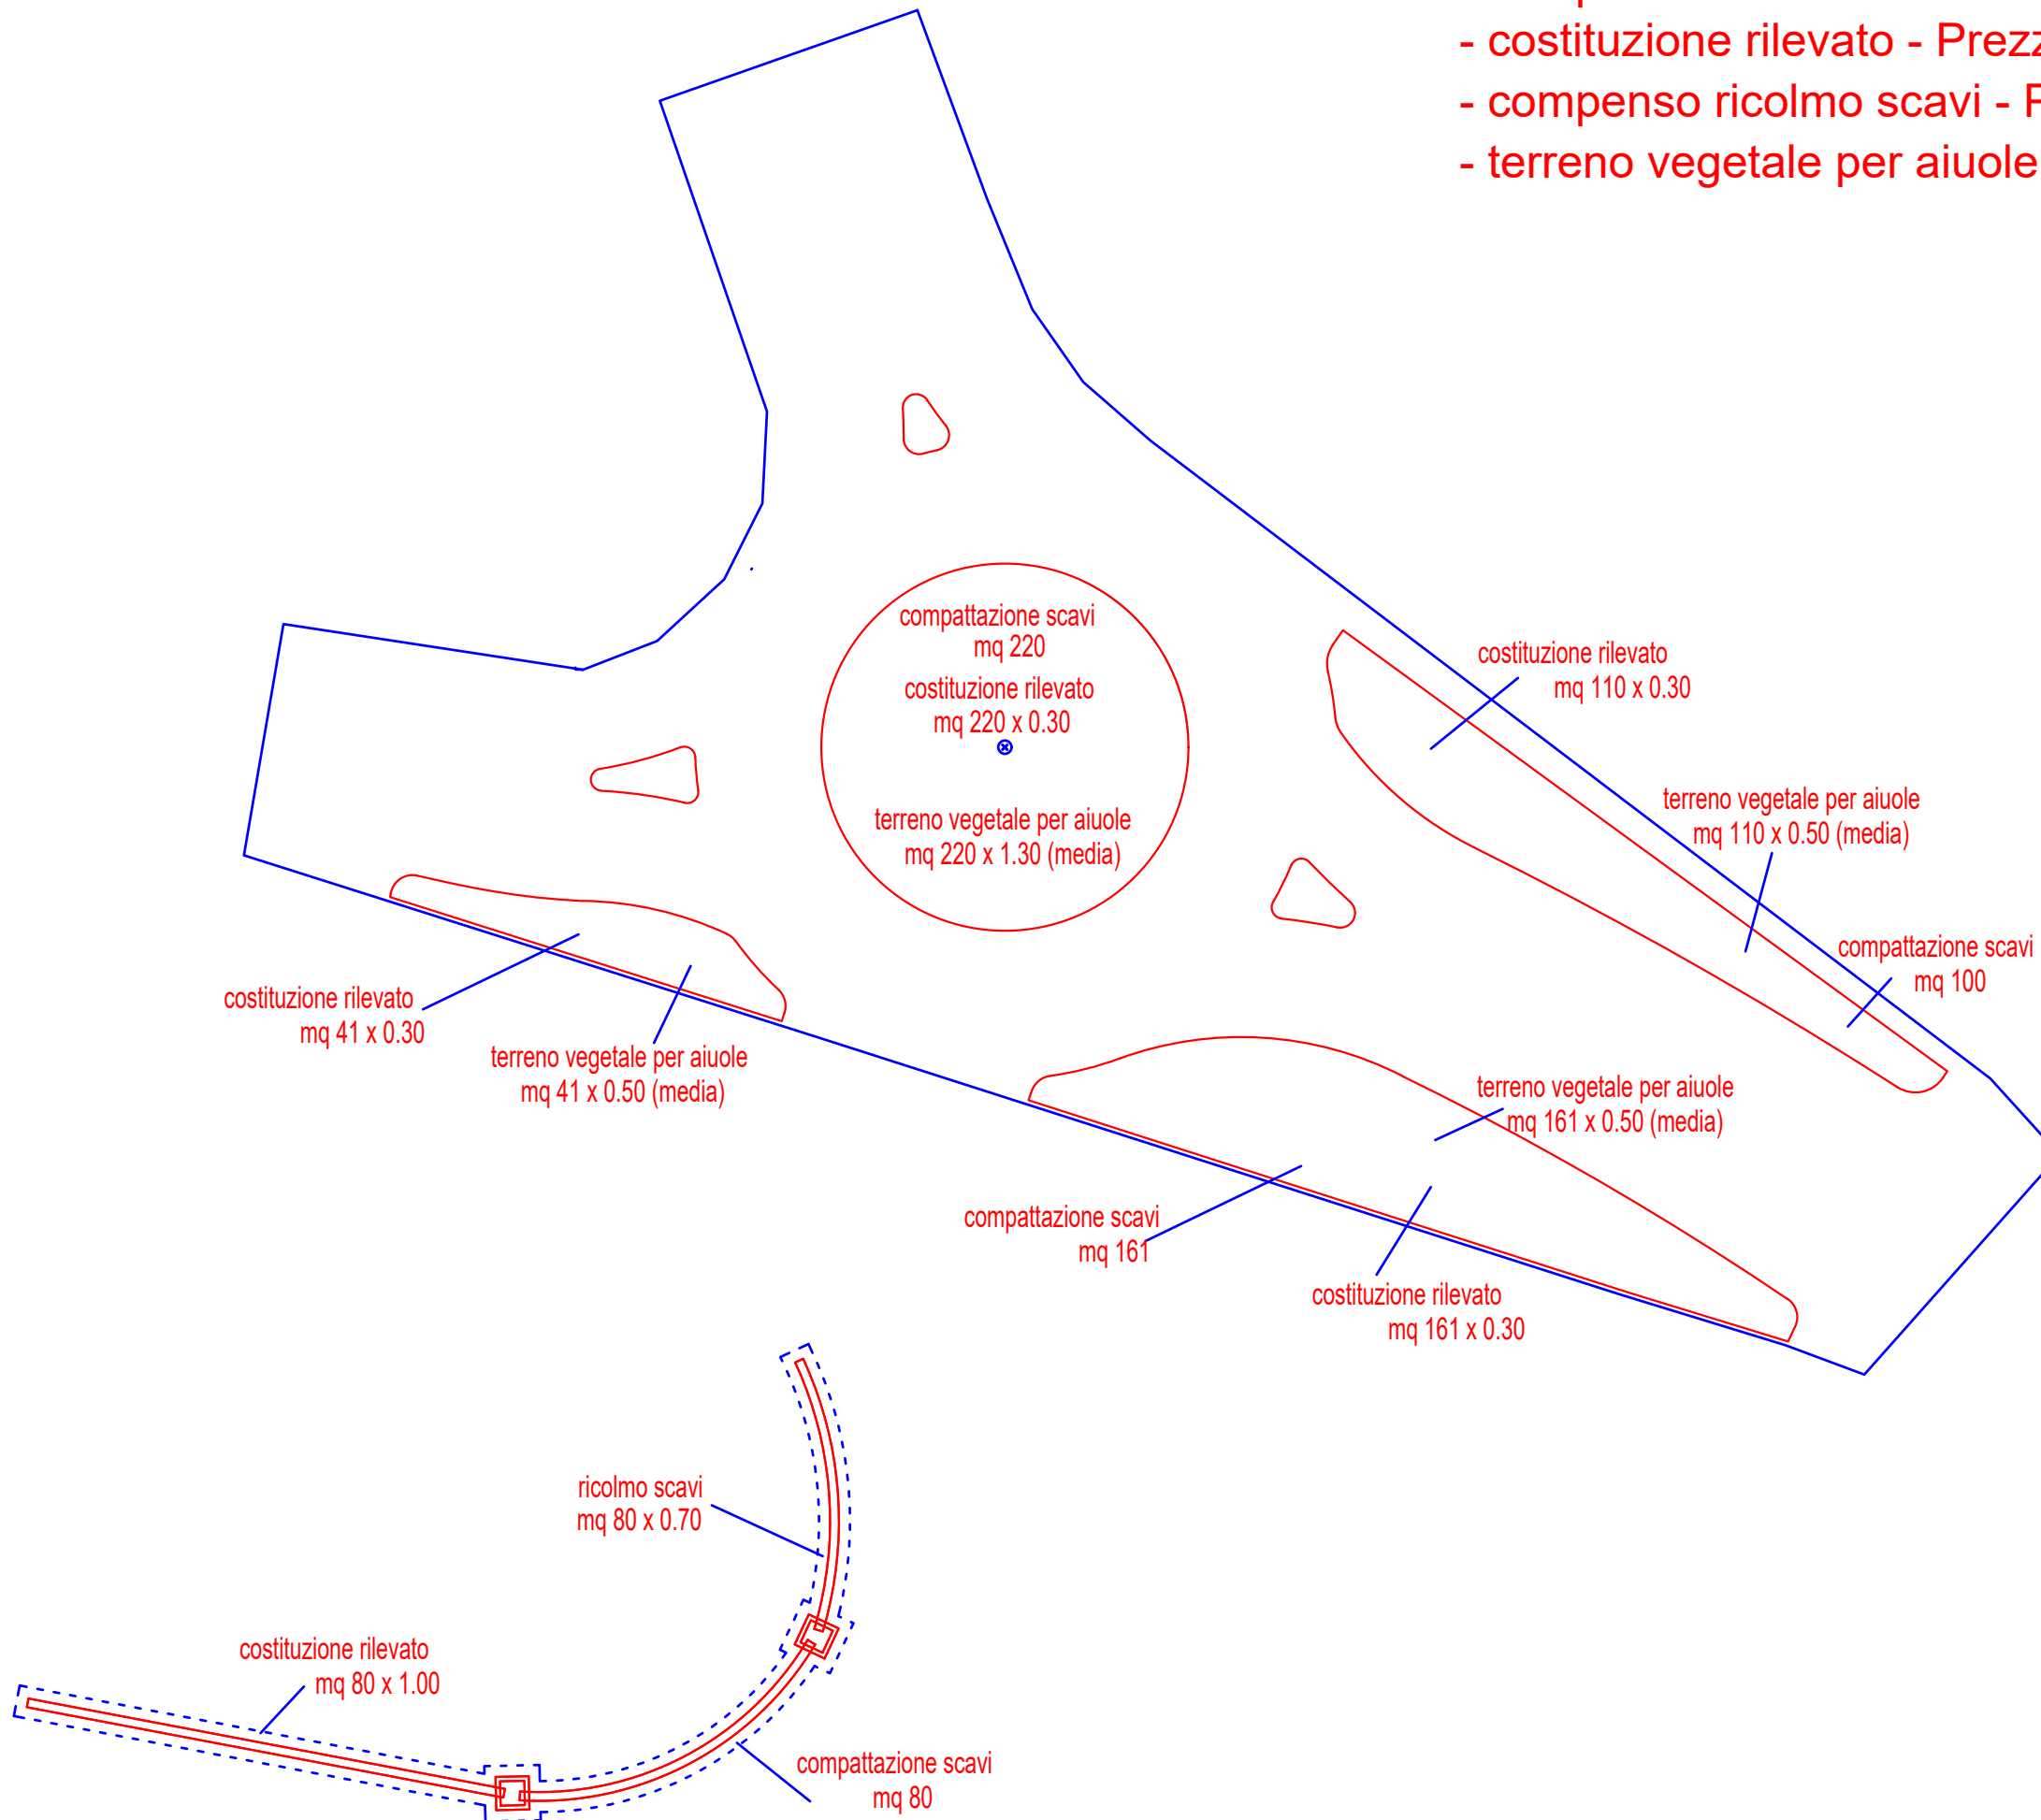 - costituzione rilevato - Prezz
- compenso ricolmo scavi -
- terreno vegetale per aiuole
compattazione scavi
mq 220
costituzione rilevato
mq 220 x 0.30
terreno vegetale per aiuole
mq 220 x 1.30 (media)
costituzione rilevato
mq 110 x 0.30
terreno vegetale per aiuole
mq 110 x 0.50 (media)
compattazione scavi
mq 100
costituzione rilevato
mq 41 x 0.30
terreno vegetale per aiuole
mq 41 x 0.50 (media)
terreno vegetale per aiuole
mq 161 x 0.50 (media)
compattazione scavi
mq 161
costituzione rilevato
mq 161 x 0.30
ricolmo scavi
mq 80 x 0.70
costituzione rilevato
mq 80 x 1.00
compattazione scavi
mq 80